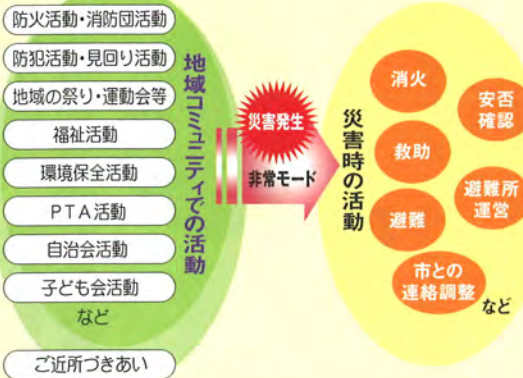 防火活動・消防団活動
防犯活動・見回り活動
地域の祭り・運動会等
福祉活動
環境保全活動
PTA活動
自治会活動
子ども会活動
など
ご近所づきあい
地域コミュニティでの活動
災害発生
非常モード
災害時の活動
消火
安否
確認
救助
避難所
運営
避難
市との
連絡調整
など